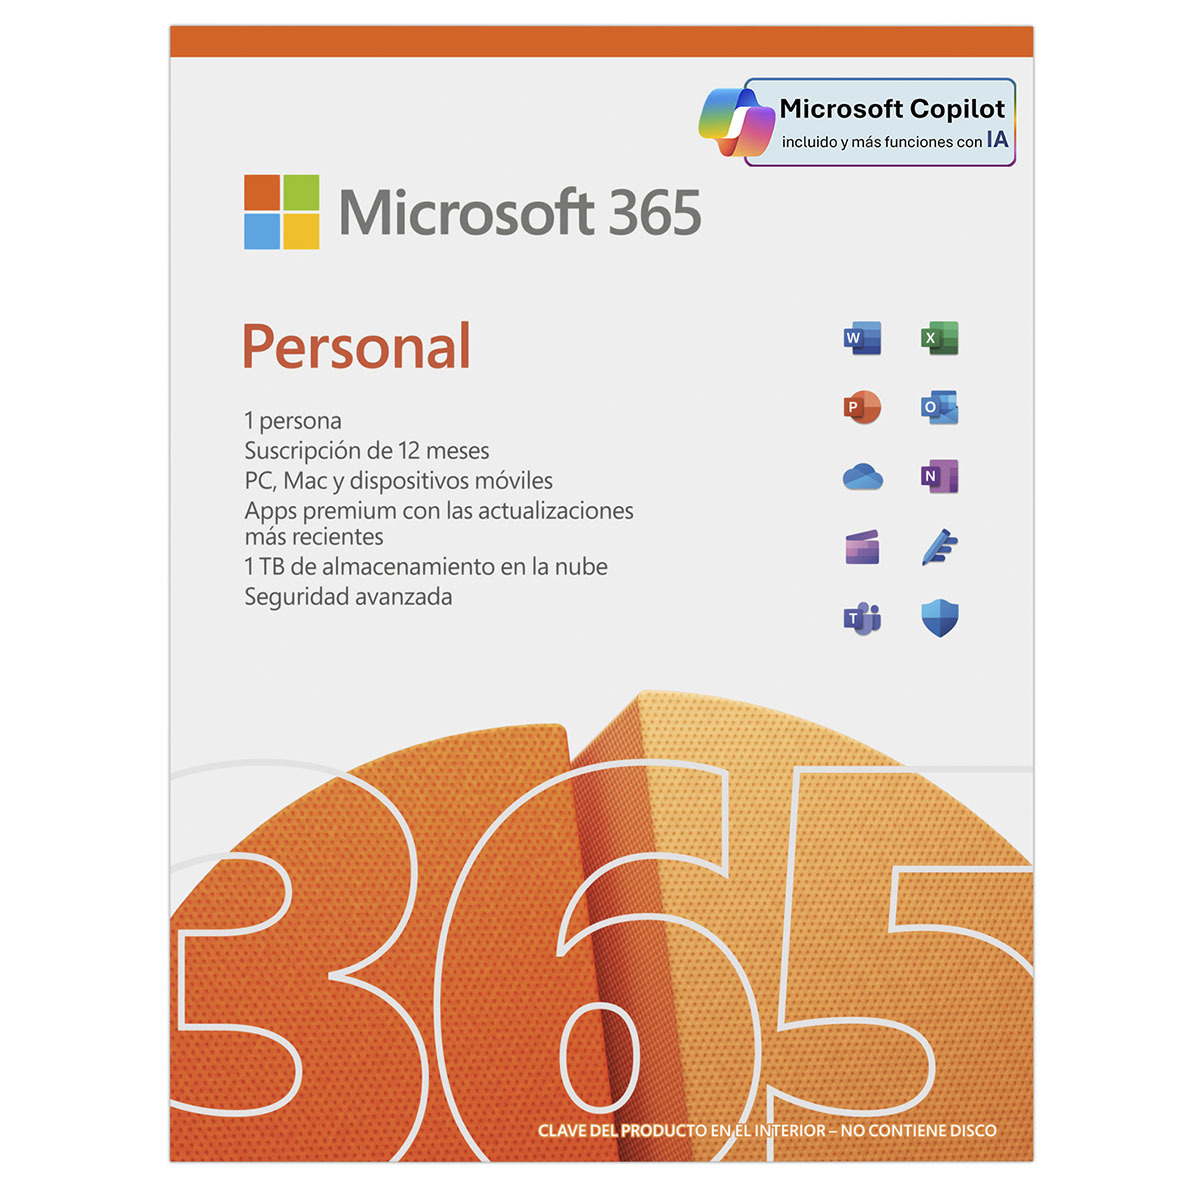 Microsoft Copilot
incluido y más funciones con IA
Microsoft 365
Personal
1 persona
Suscripción de 12 meses
PC, Mac y dispositivos móviles
Apps premium con las actualizaciones
más recientes
1 TB de almacenamiento en la nube
Seguridad avanzada
W
X
P
O
N
T
365
CLAVE DEL PRODUCTO EN EL INTERIOR – NO CONTIENE DISCO